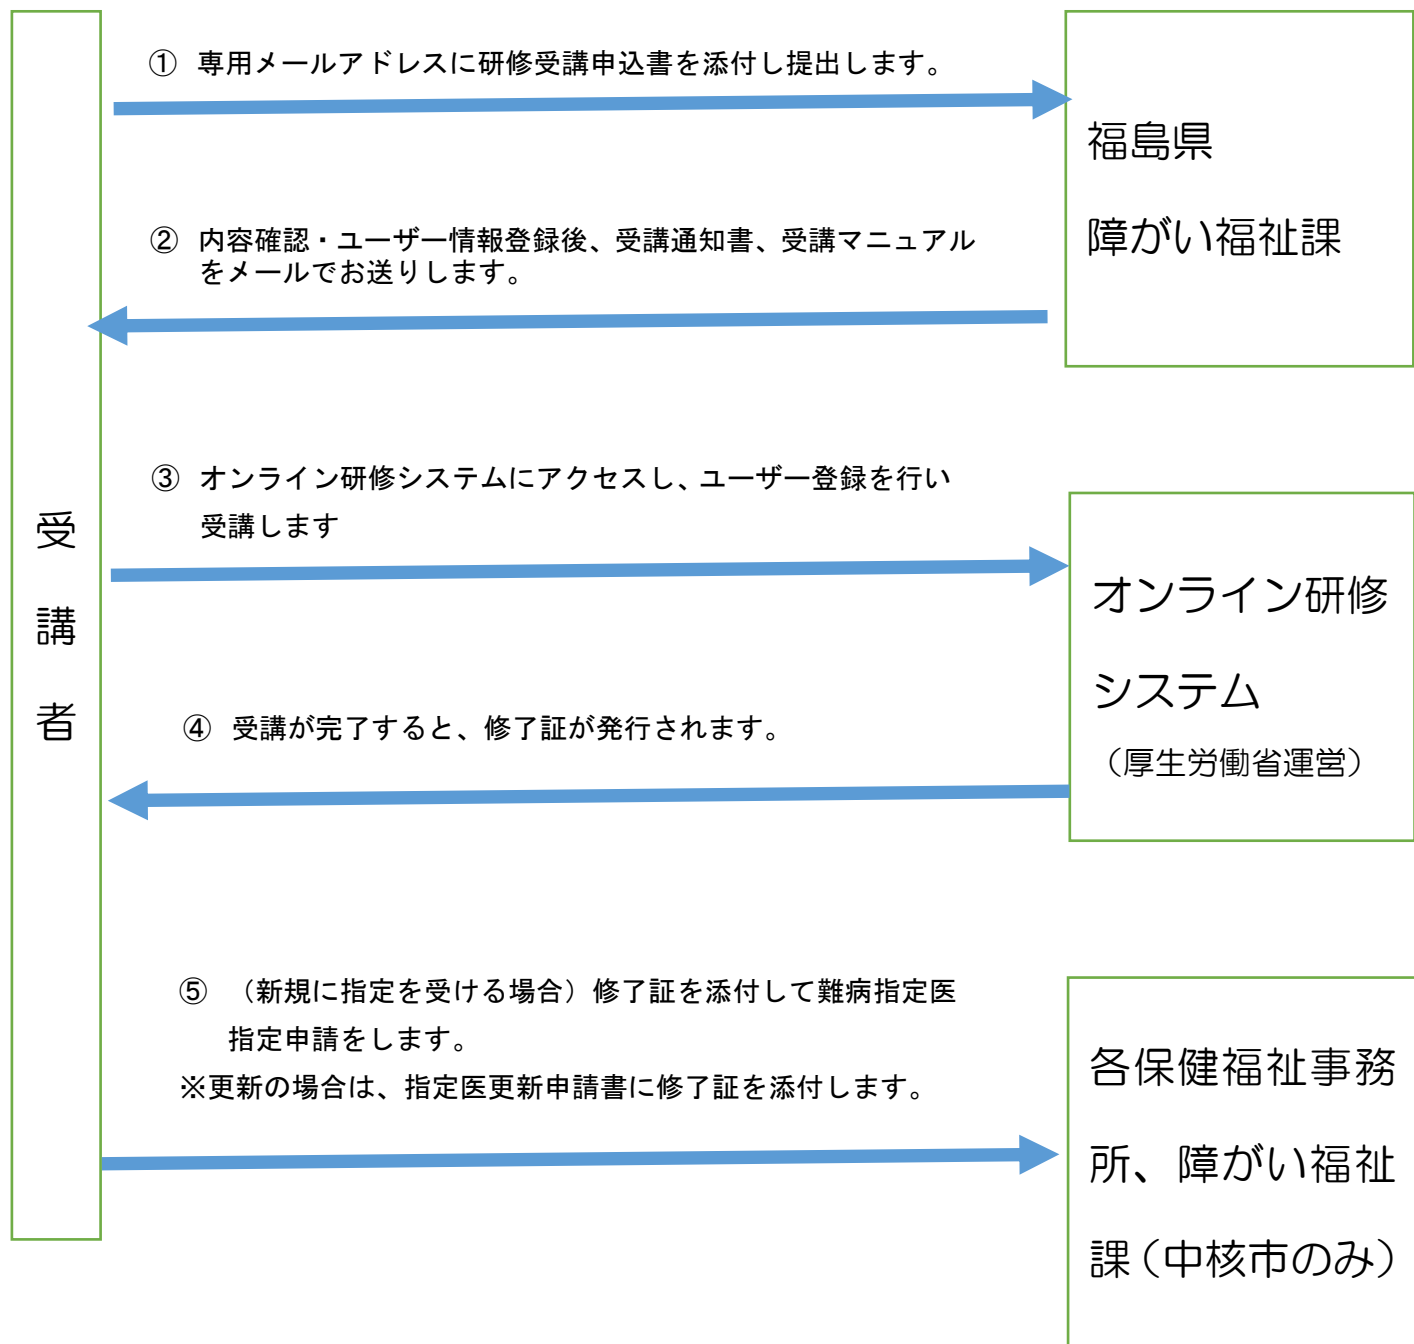 ① 専用メールアドレスに研修受講申込書を添付し提出します。
福島県
障がい福祉課
② 内容確認・ユーザー情報登録後、受講通知書、受講マニュアル
をメールでお送りします。
受
講
者
③ オンライン研修システムにアクセスし、ユーザー登録を行い
受講します
オンライン研修
システム
（厚生労働省運営）
④ 受講が完了すると、修了証が発行されます。
⑤ （新規に指定を受ける場合）修了証を添付して難病指定医
指定申請をします。
※更新の場合は、指定医更新申請書に修了証を添付します。
各保健福祉事務
所、障がい福祉
課（中核市のみ）